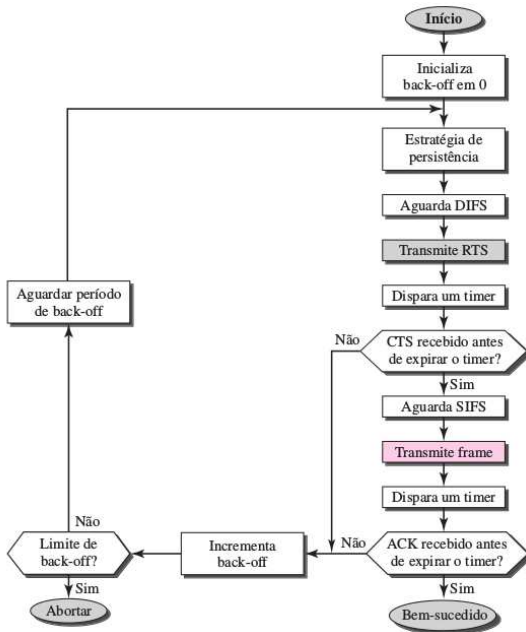 Início
Inicializa
back-off em 0
Estratégia de
persistência
Aguarda DIFS
Transmite RTS
Dispara um timer
Aguardar período
de back-off
Não
CTS recebido antes
de expirar o timer?
Sim
Aguarda SIFS
Transmite frame
Dispara um timer
Não
Limite de
back-off?
Incrementa
back-off
Não
ACK recebido antes
de expirar o timer?
Sim
Abortar
Sim
Bem-sucedido